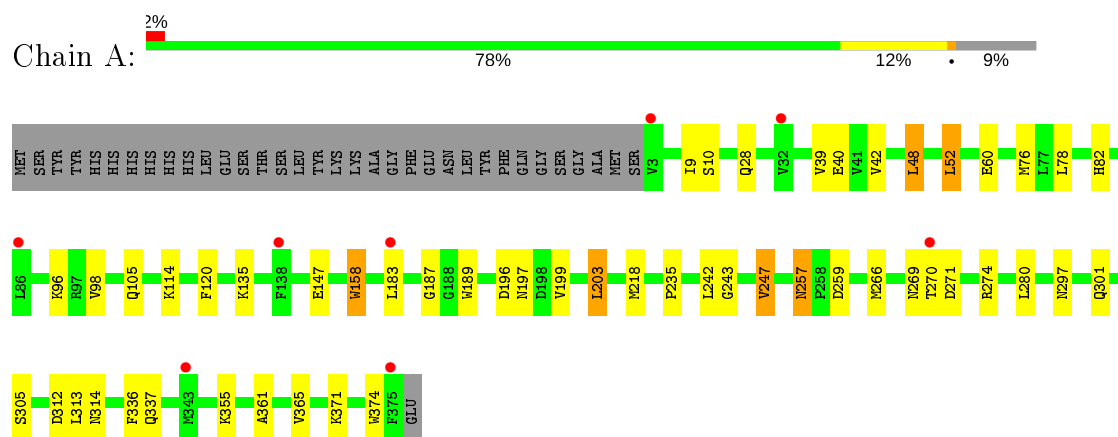 2%
Chain A:
78% 12% • 9%
MET SER TYR TYR HIS HIS HIS HIS HIS HIS LEU GLU SER THR SER LEU TYR LYS LYS ALA GLY PHE GLU ASN LEU TYR PHE GLN GLY SER GLY ALA MET SER V3 I9 S10 Q28 V32 V39 E40 V41 V42 L48 L52 E60 M76 L77 L78 H82
L86 K96 R97 V98 Q105 K114 F120 K135 F138 E147 W158 L183 G187 G188 W189 D196 N197 D198 V199 L203 M218 P235 L242 G243 V247 N257 P258 D259 M266 N269 T270 D271 R274 L280 N297 Q301
S305 D312 L313 N314 F336 Q337 M343 K355 A361 V365 K371 W374 F375 GLU